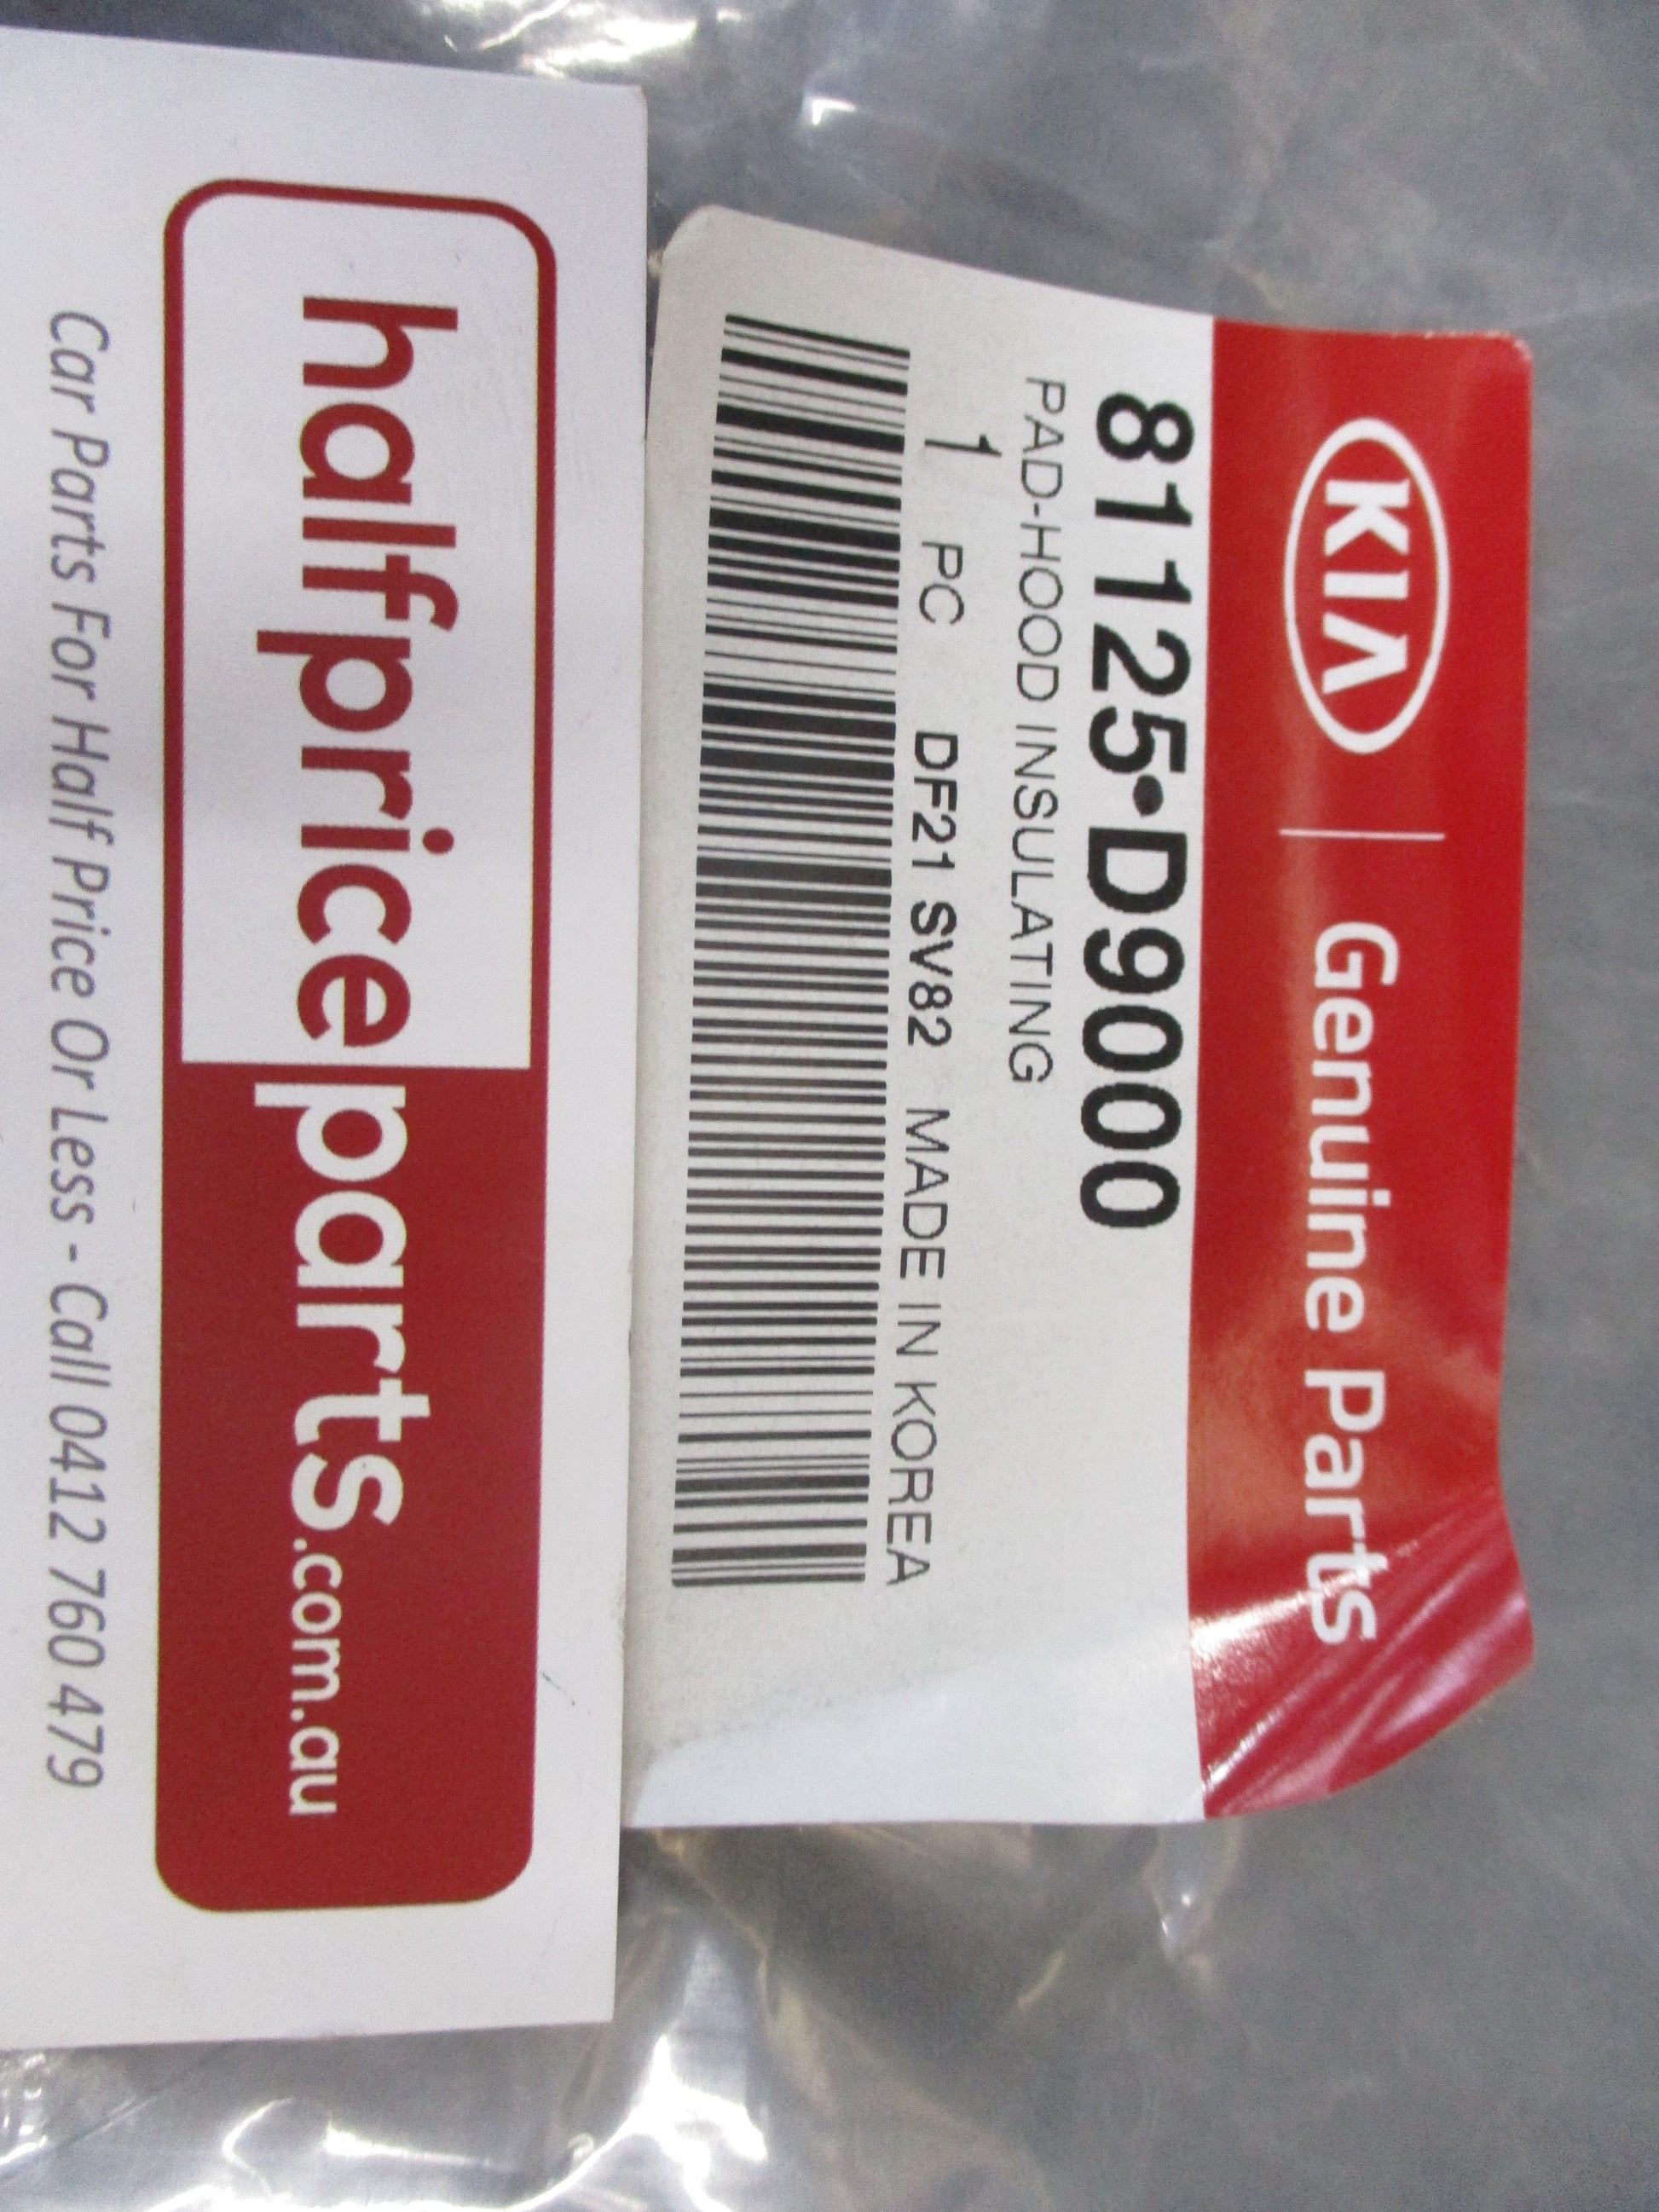 KIA Genuine Parts
81125•D9000
PAD-HOOD INSULATING
1 PC DF21 SV82 MADE IN KOREA
halfpriceparts.com.au
Car Parts For Half Price Or Less - Call 0412 760 479